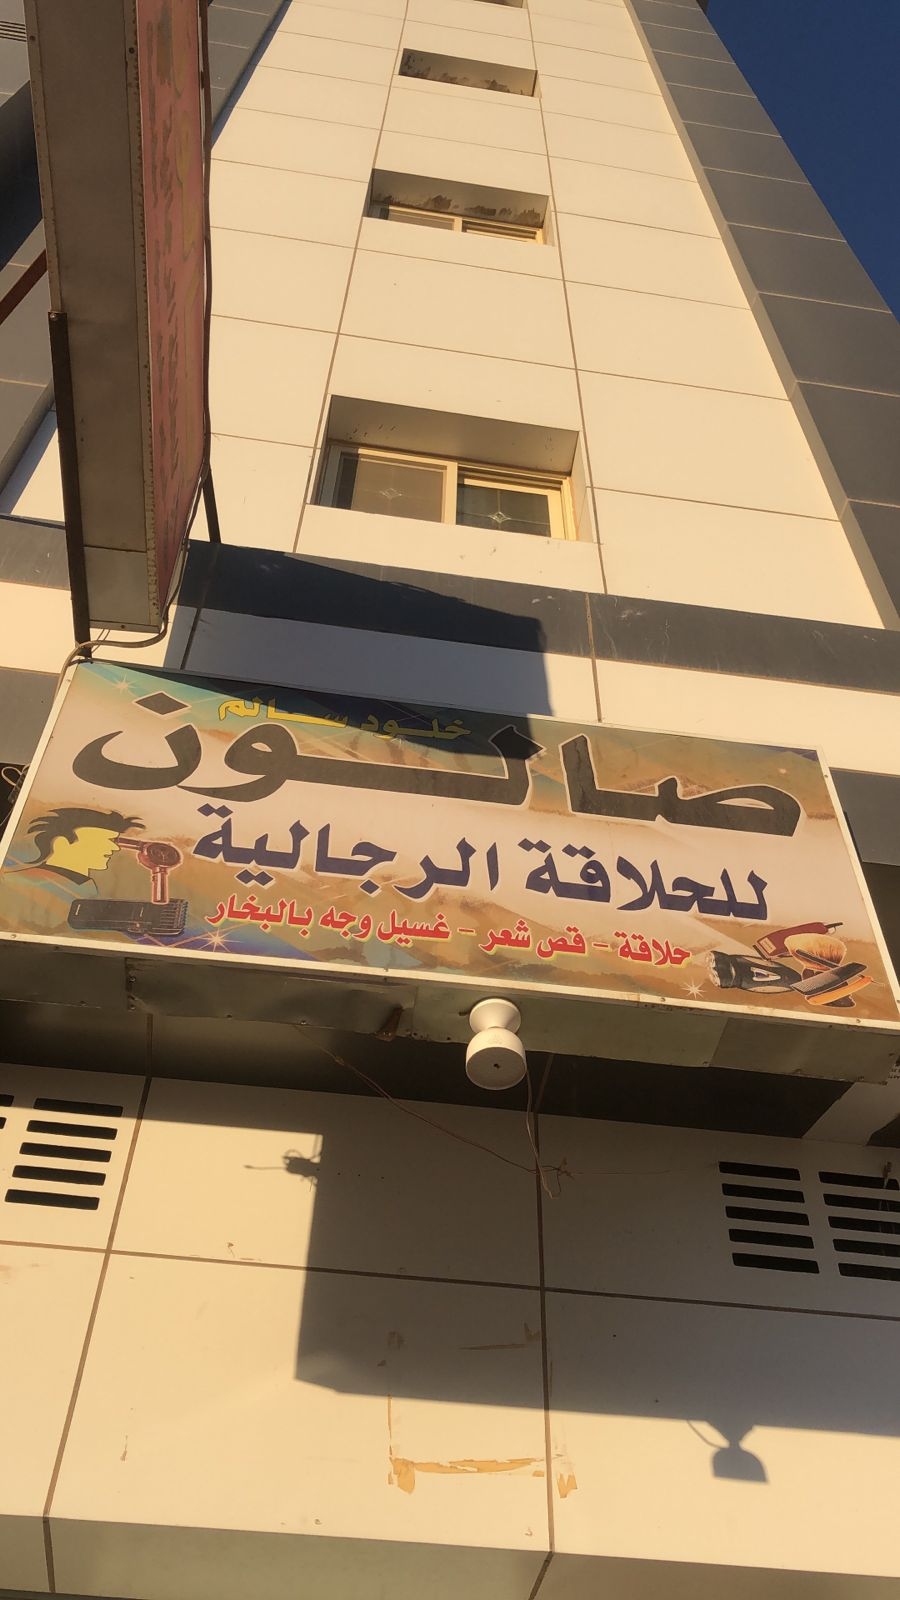 صالون
خلود سالم
للحلاقة الرجالية
حلاقة - قص شعر - غسيل وجه بالبخار